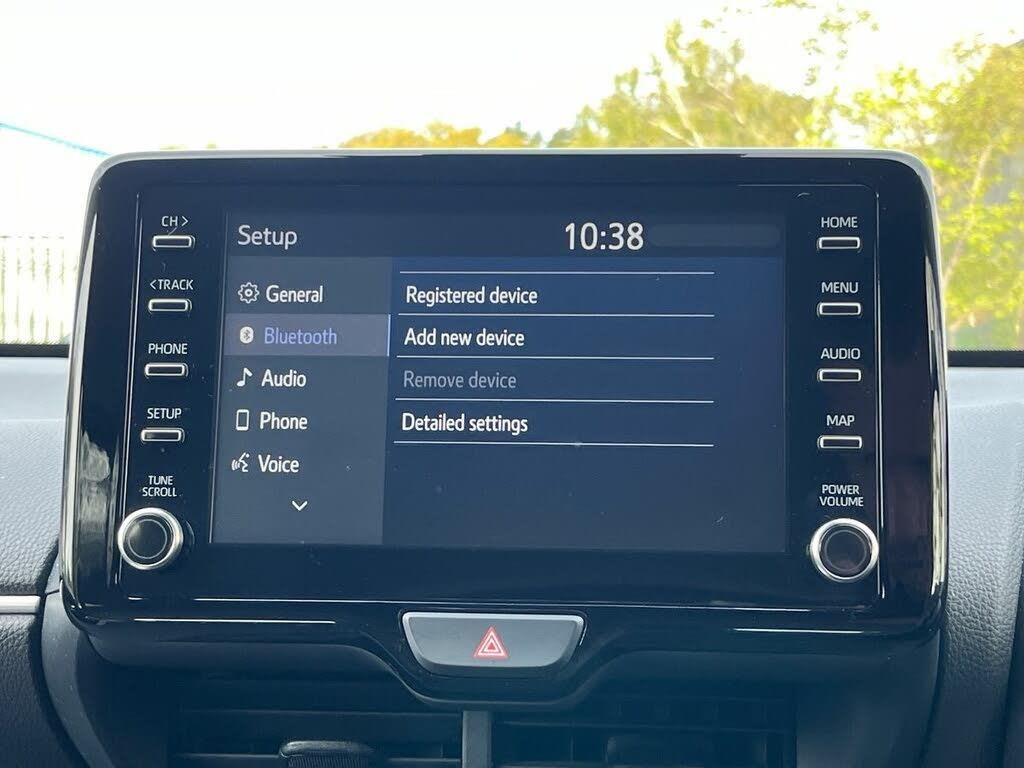 CH >
< TRACK
PHONE
SETUP
TUNE
SCROLL
Setup
10:38
General
Bluetooth
Audio
Phone
Voice
Registered device
Add new device
Remove device
Detailed settings
HOME
MENU
AUDIO
MAP
POWER
VOLUME